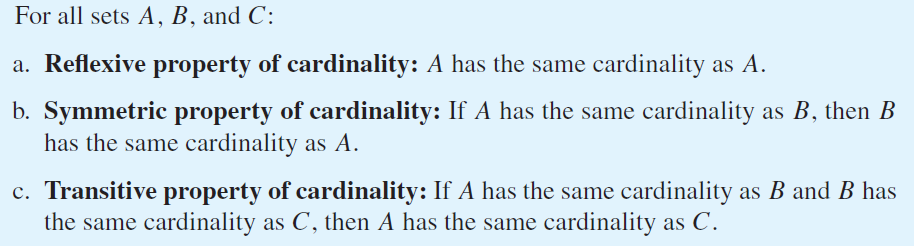 For all sets A, B, and C:
a. Reflexive property of cardinality: A has the same cardinality as A.
b. Symmetric property of cardinality: If A has the same cardinality as B, then B
has the same cardinality as A.
c. Transitive property of cardinality: If A has the same cardinality as B and B has
the same cardinality as C, then A has the same cardinality as C.